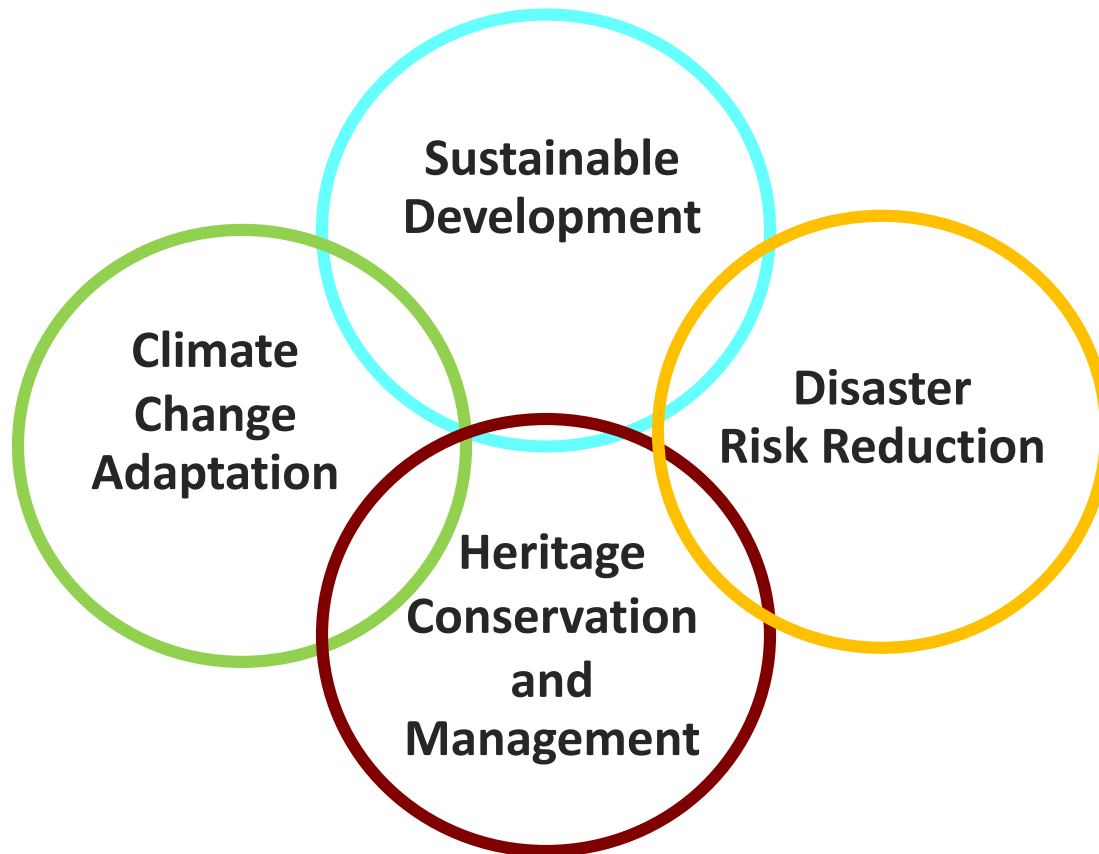 Sustainable
Development
Climate
Change
Adaptation
Disaster
Risk Reduction
Heritage
Conservation
and
Management